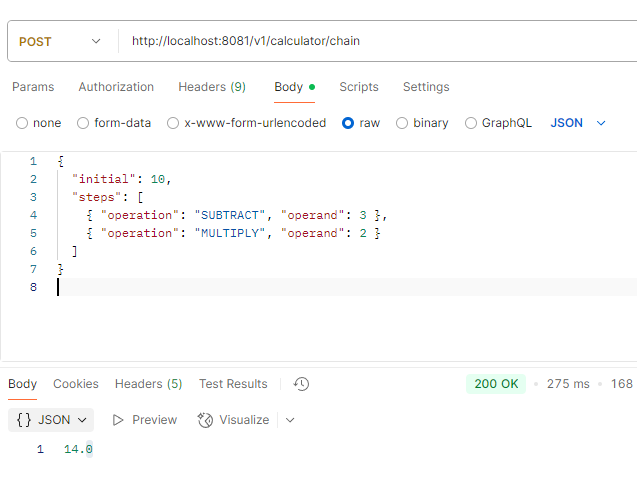 POST http://localhost:8081/v1/calculator/chain
Params Authorization Headers (9) Body Scripts Settings
none form-data x-www-form-urlencoded raw binary GraphQL JSON
1 {
2 "initial": 10,
3 "steps": [
4 { "operation": "SUBTRACT", "operand": 3 },
5 { "operation": "MULTIPLY", "operand": 2 }
6 ]
7 }
8
Body Cookies Headers (5) Test Results 200 OK 275 ms 168
{} JSON Preview Visualize
1 14.0